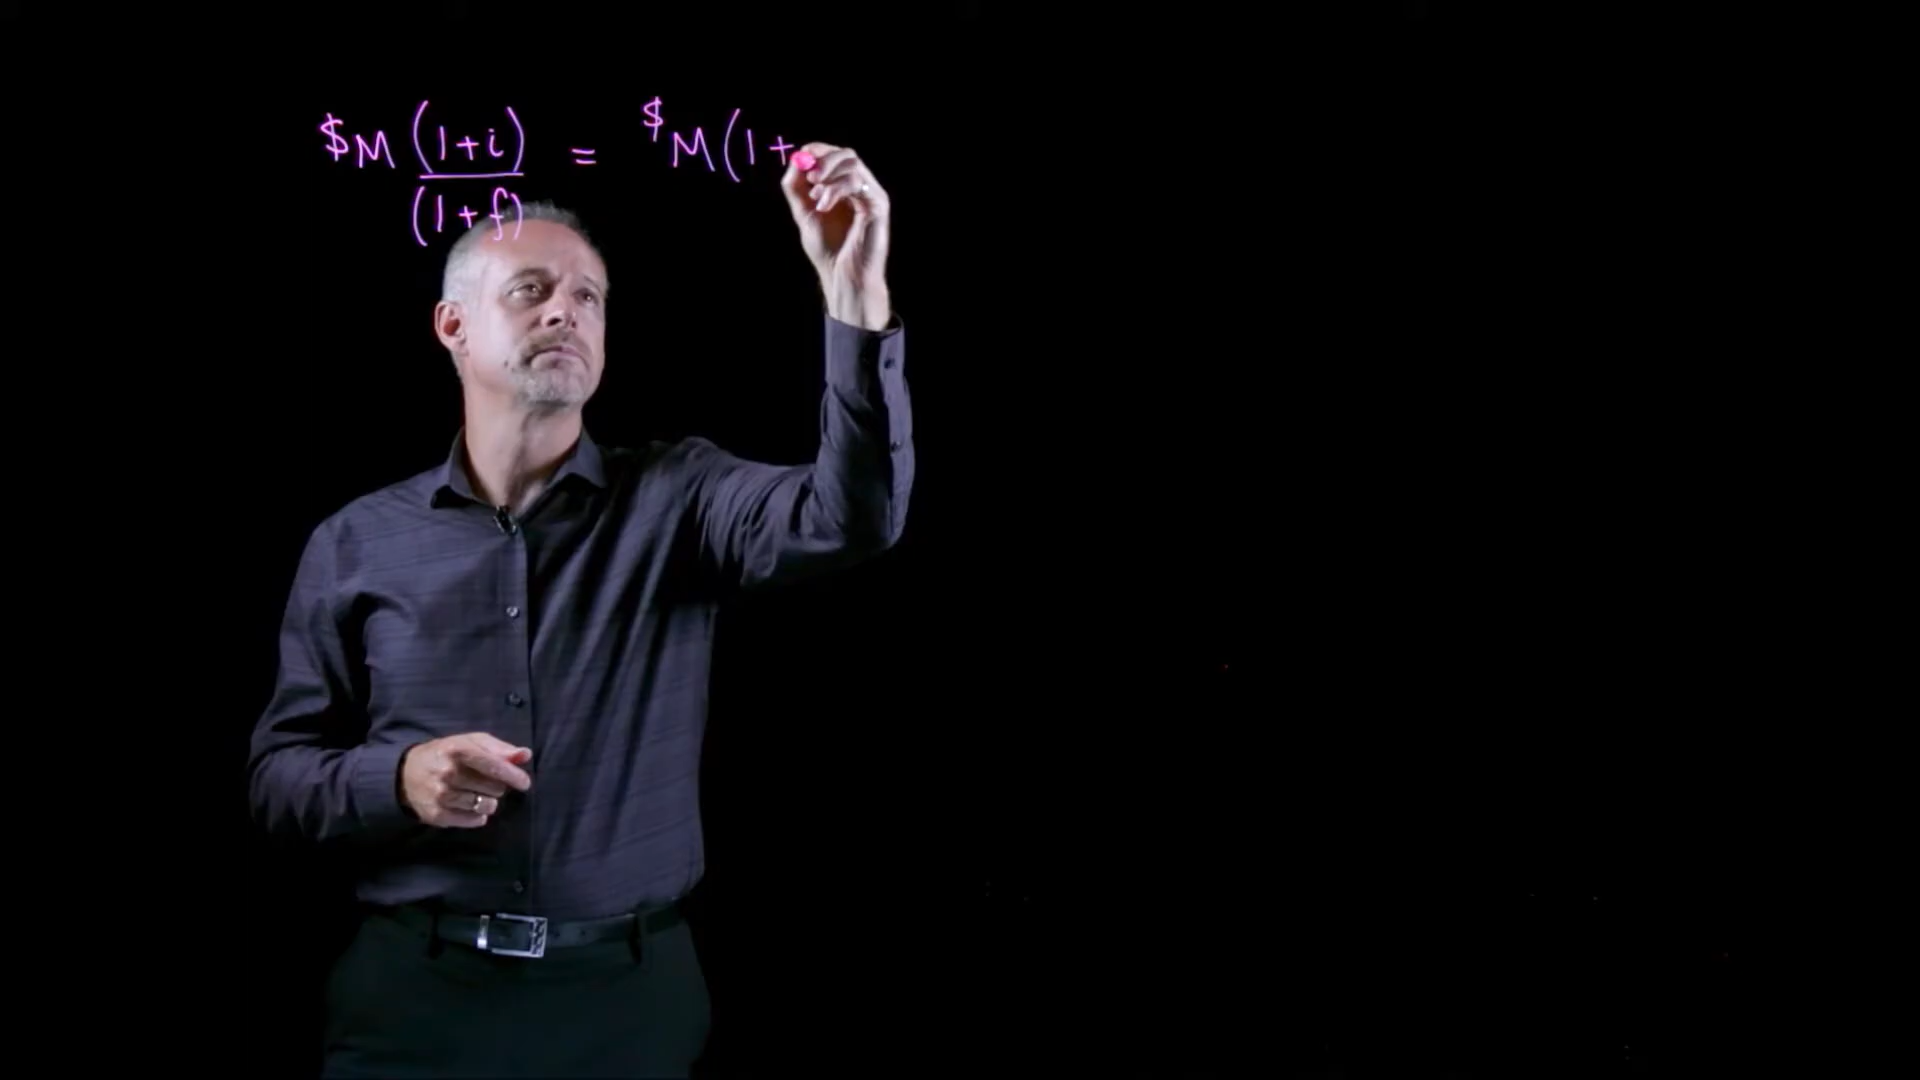 $M (1+i) = $M(1+
(1+f)